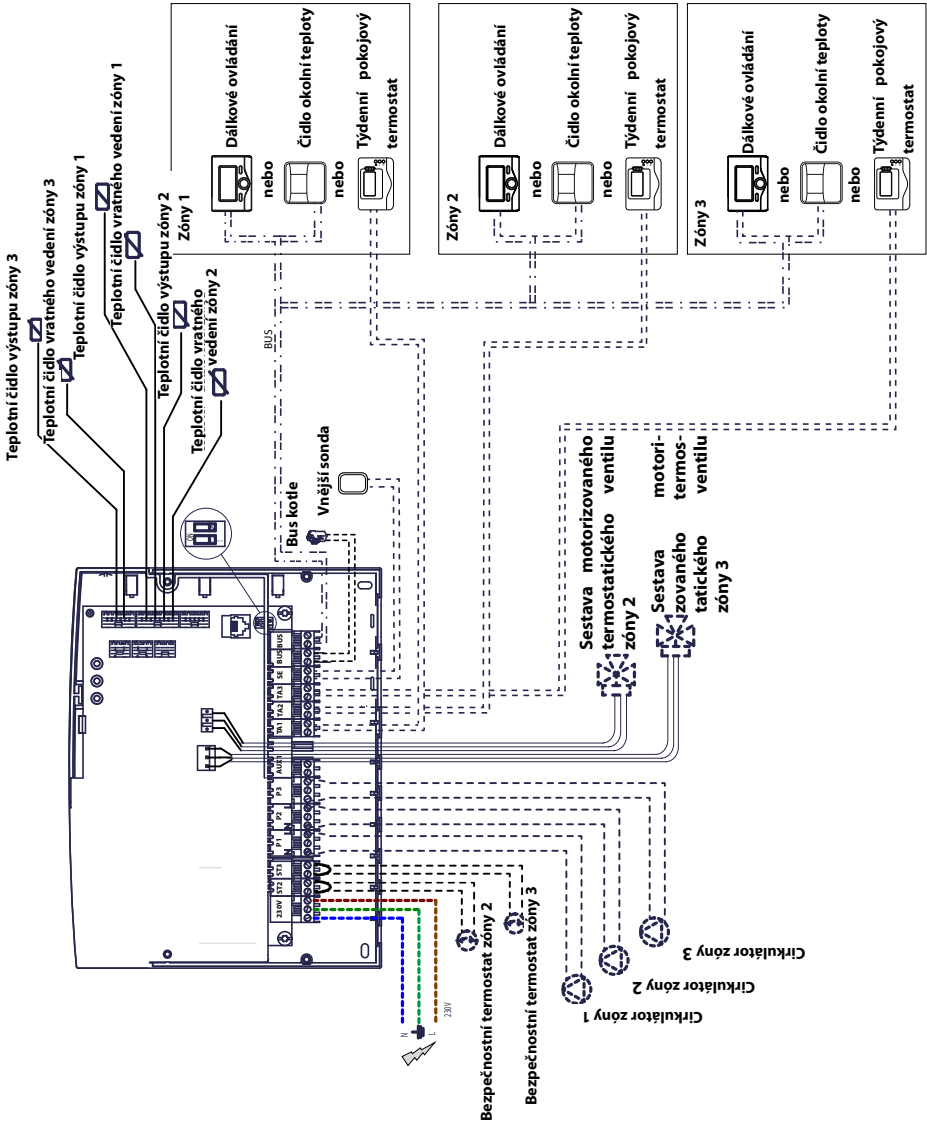 Teplotní čidlo výstupu zóny 3
Teplotní čidlo vratného vedení zóny 3
Teplotní čidlo výstupu zóny 1
Teplotní čidlo vratného vedení zóny 1
Teplotní čidlo výstupu zóny 2
Teplotní čidlo vratného
vedení zóny 2
Zóny 1
Dálkové ovládání
nebo
Čidlo okolní teploty
nebo
Týdenní pokojový
termostat
Zóny 2
Dálkové ovládání
nebo
Čidlo okolní teploty
nebo
Týdenní pokojový
termostat
Zóny 3
Dálkové ovládání
nebo
Čidlo okolní teploty
nebo
Týdenní pokojový
termostat
BUS
Bus kotle
Vnější sonda
ON
230V
ST2
ST3
P1
P2
P3
AUX1
TA1
TA2
TA3
SE
BUS
BUS
N
L
230V
Sestava motorizovaného
termostatického ventilu
zóny 2
Sestava motori-
zovaného termos-
tatického ventilu
zóny 3
Bezpečnostní termostat zóny 2
Bezpečnostní termostat zóny 3
Cirkulátor zóny 1
Cirkulátor zóny 2
Cirkulátor zóny 3